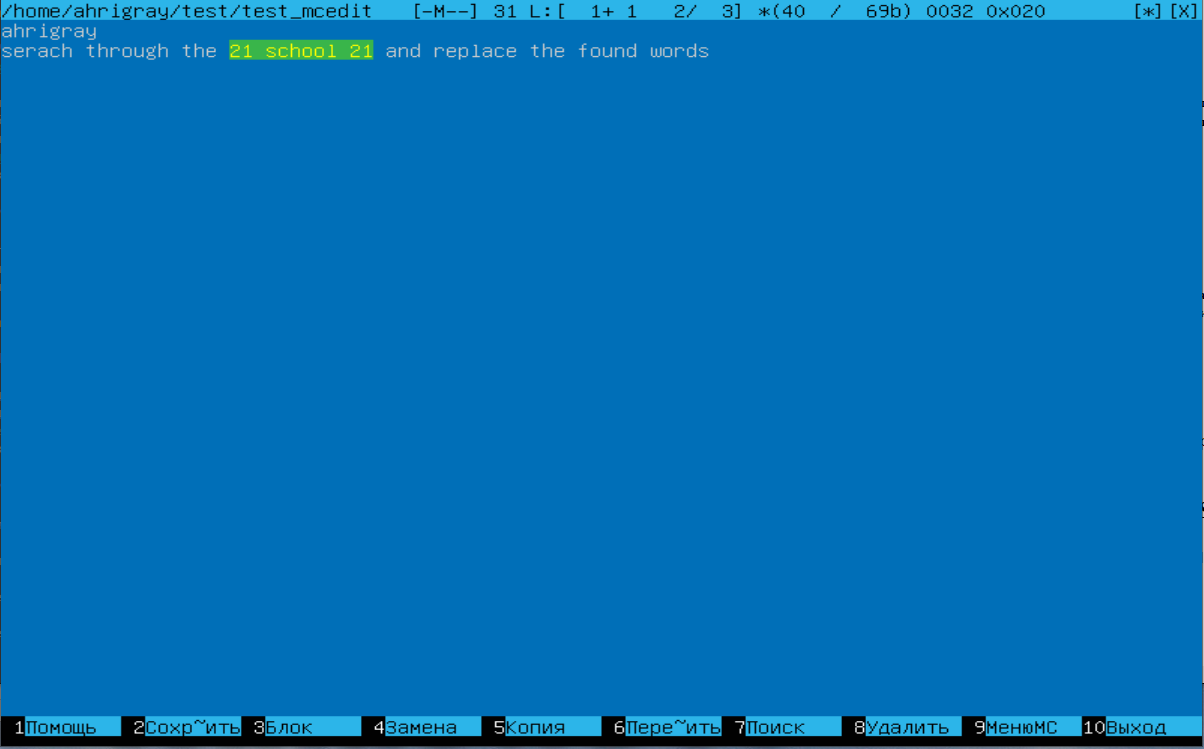 /home/ahrigray/test/test_mcedit [-M--] 31 L:[ 1+ 1 2/ 3] *(40 / 69b) 0032 0x020 [*][X]
ahrigray
serach through the 21 school 21 and replace the found words
1Помощь 2Сохр~ить 3Блок 4Замена 5Копия 6Пере~ить 7Поиск 8Удалить 9МенюMC 10Выход